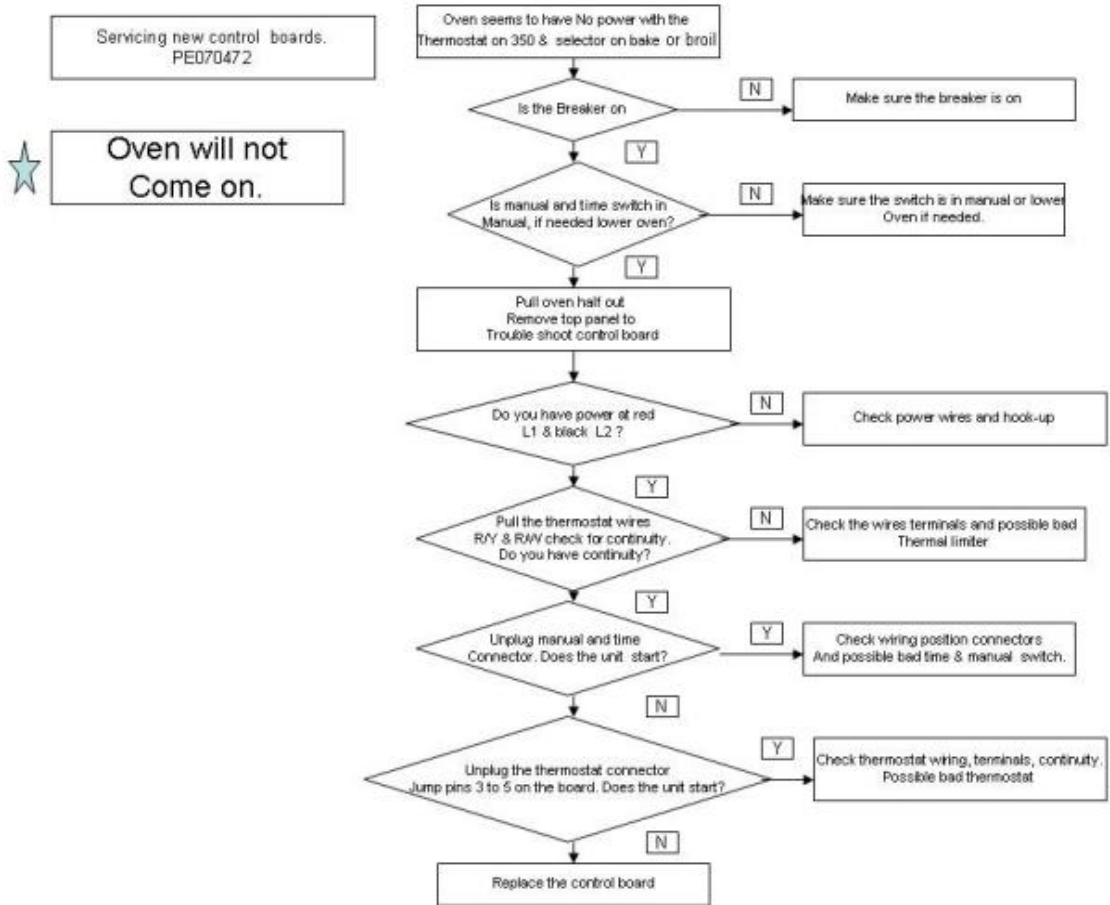 Servicing new control boards.
PE070472
Oven will not
Come on.
Oven seems to have No power with the
Thermostat on 350 & selector on bake or broil
Is the Breaker on
N
Make sure the breaker is on
Y
Is manual and time switch in
Manual, if needed lower oven?
N
Make sure the switch is in manual or lower
Oven if needed.
Y
Pull oven half out
Remove top panel to
Trouble shoot control board
Do you have power at red
L1 & black L2 ?
N
Check power wires and hook-up
Y
Pull the thermostat wires
R/Y & R/W check for continuity.
Do you have continuity?
N
Check the wires terminals and possible bad
Thermal limiter
Y
Unplug manual and time
Connector. Does the unit start?
Y
Check wiring position connectors
And possible bad time & manual switch.
N
Unplug the thermostat connector
Jump pins 3 to 5 on the board. Does the unit start?
Y
Check thermostat wiring, terminals, continuity.
Possible bad thermostat
N
Replace the control board